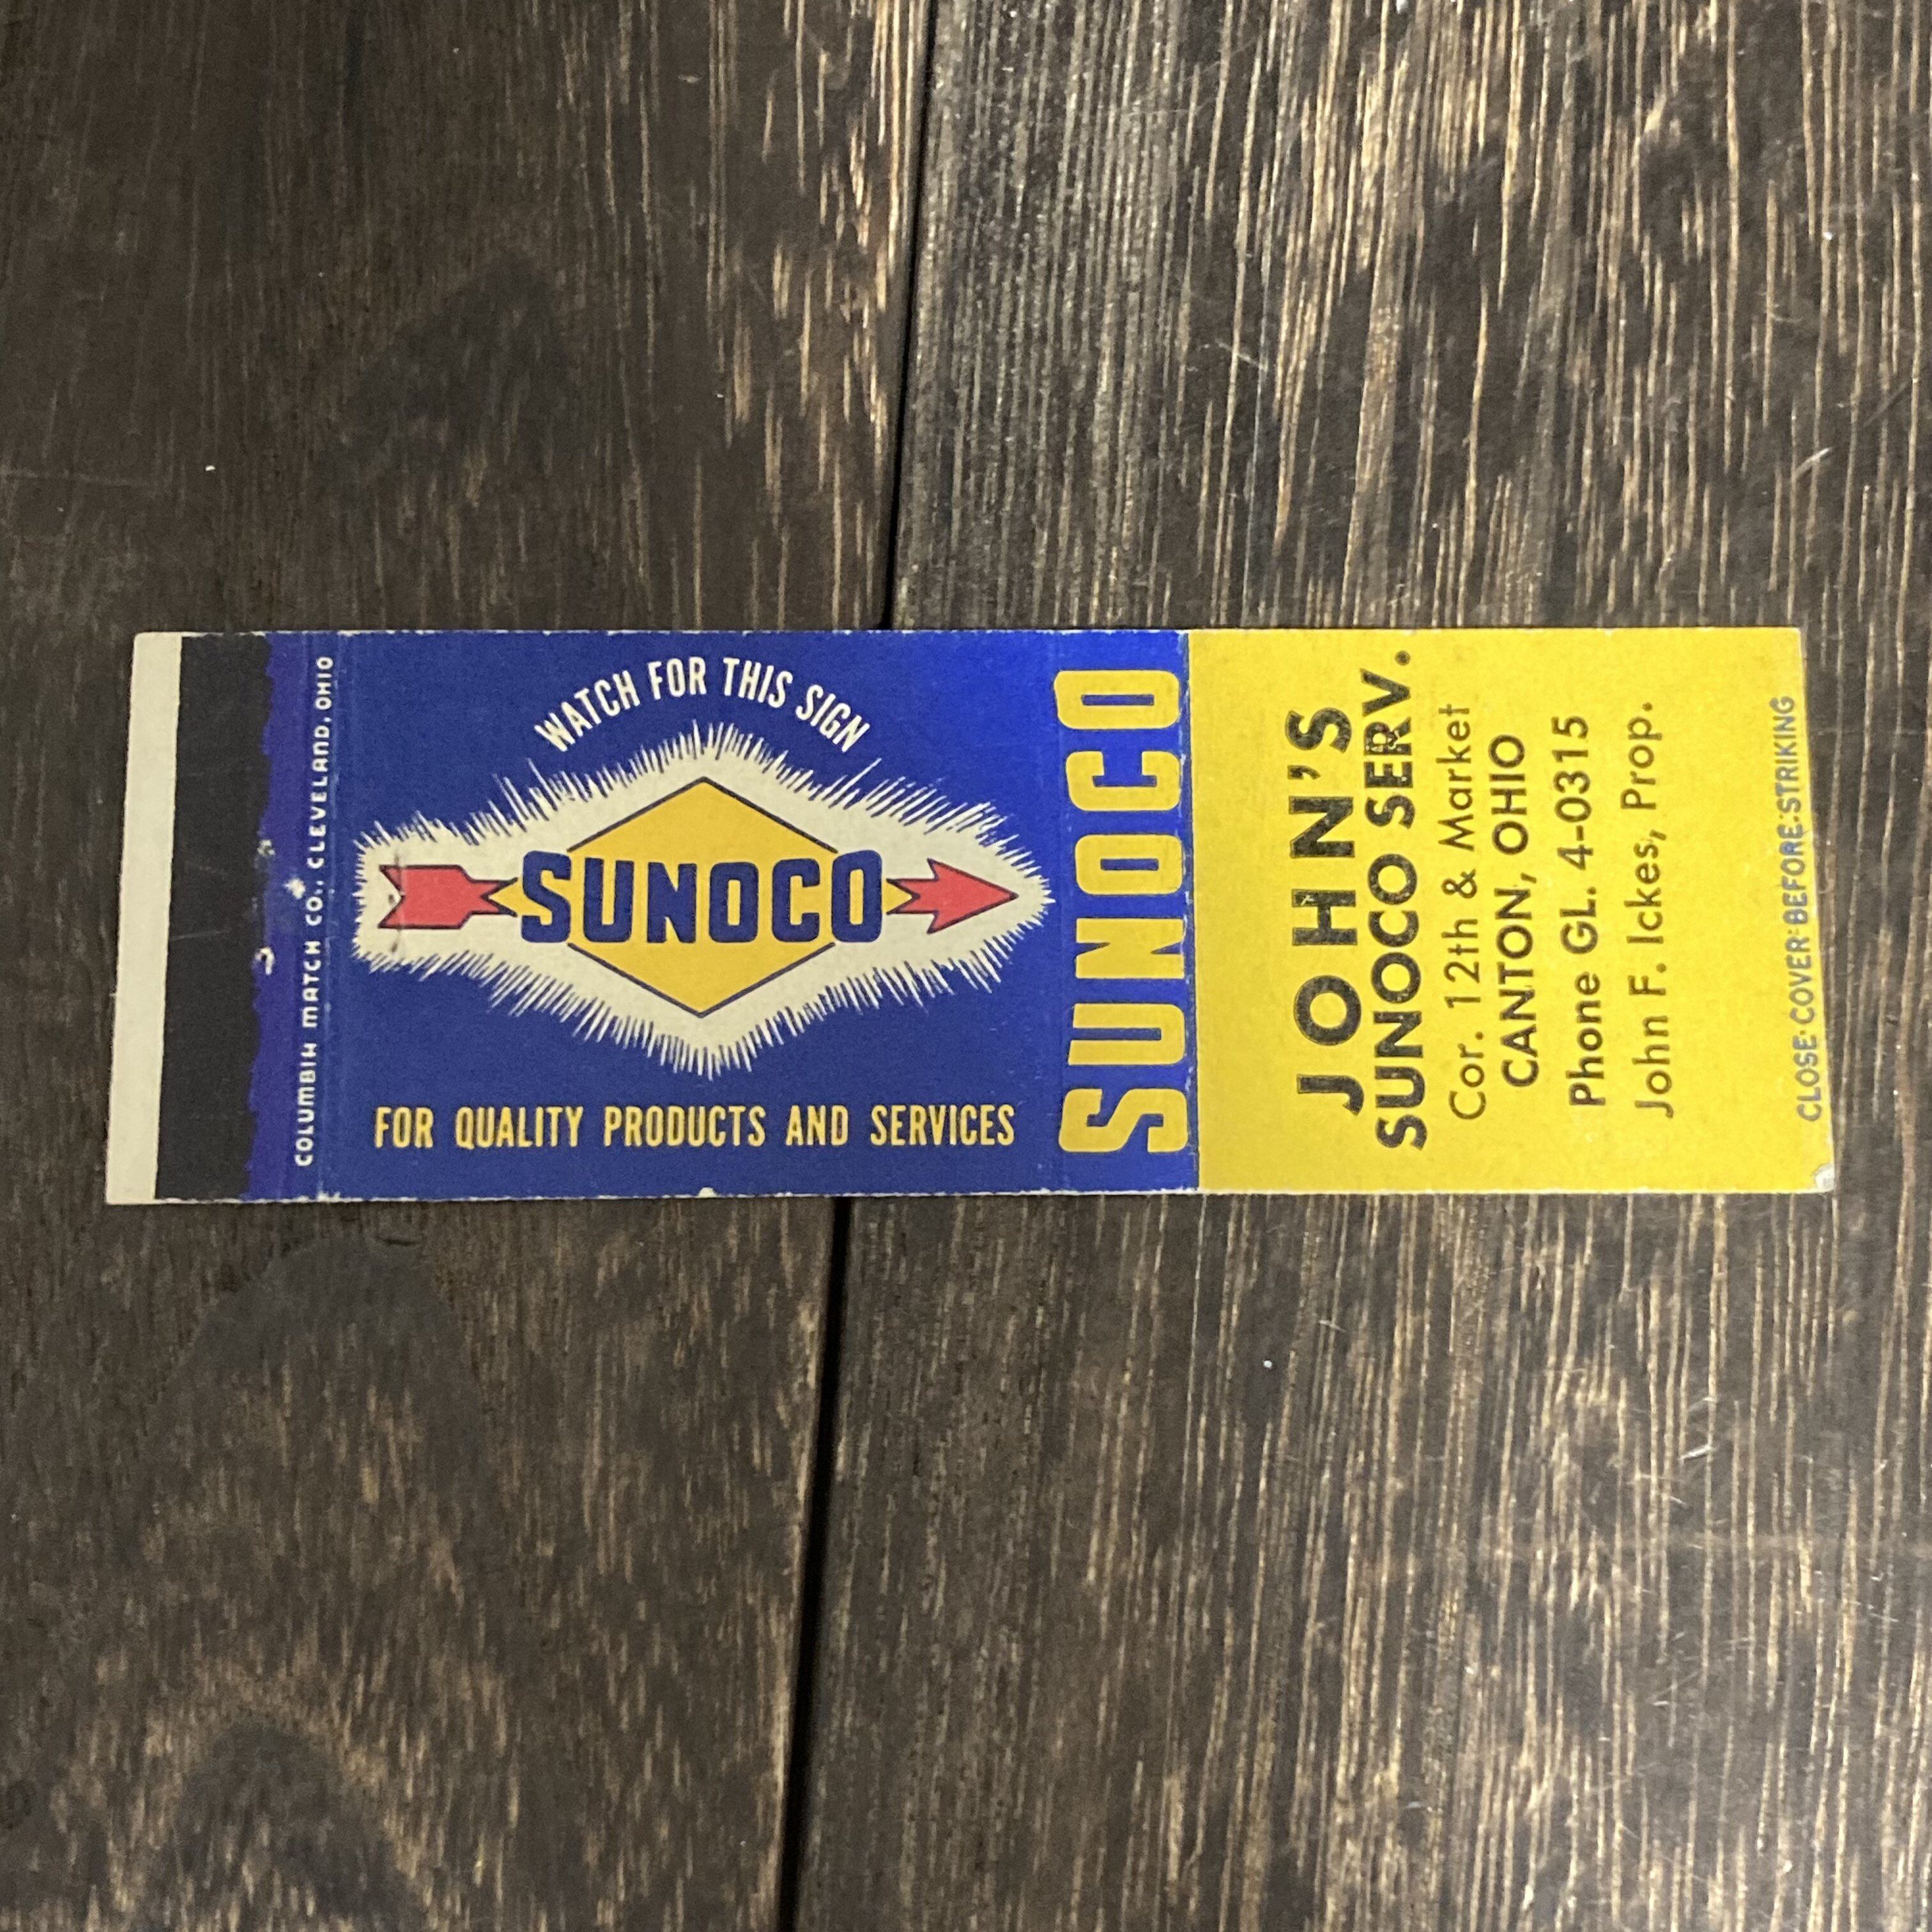 COLUMBIA MATCH CO., CLEVELAND, OHIO
WATCH FOR THIS SIGN
SUNOCO
FOR QUALITY PRODUCTS AND SERVICES
SUNOCO
JOHN'S
SUNOCO SERV.
Cor. 12th & Market
CANTON, OHIO
Phone GL. 4-0315
John F. Ickes, Prop.
CLOSE·COVER·BEFORE·STRIKING